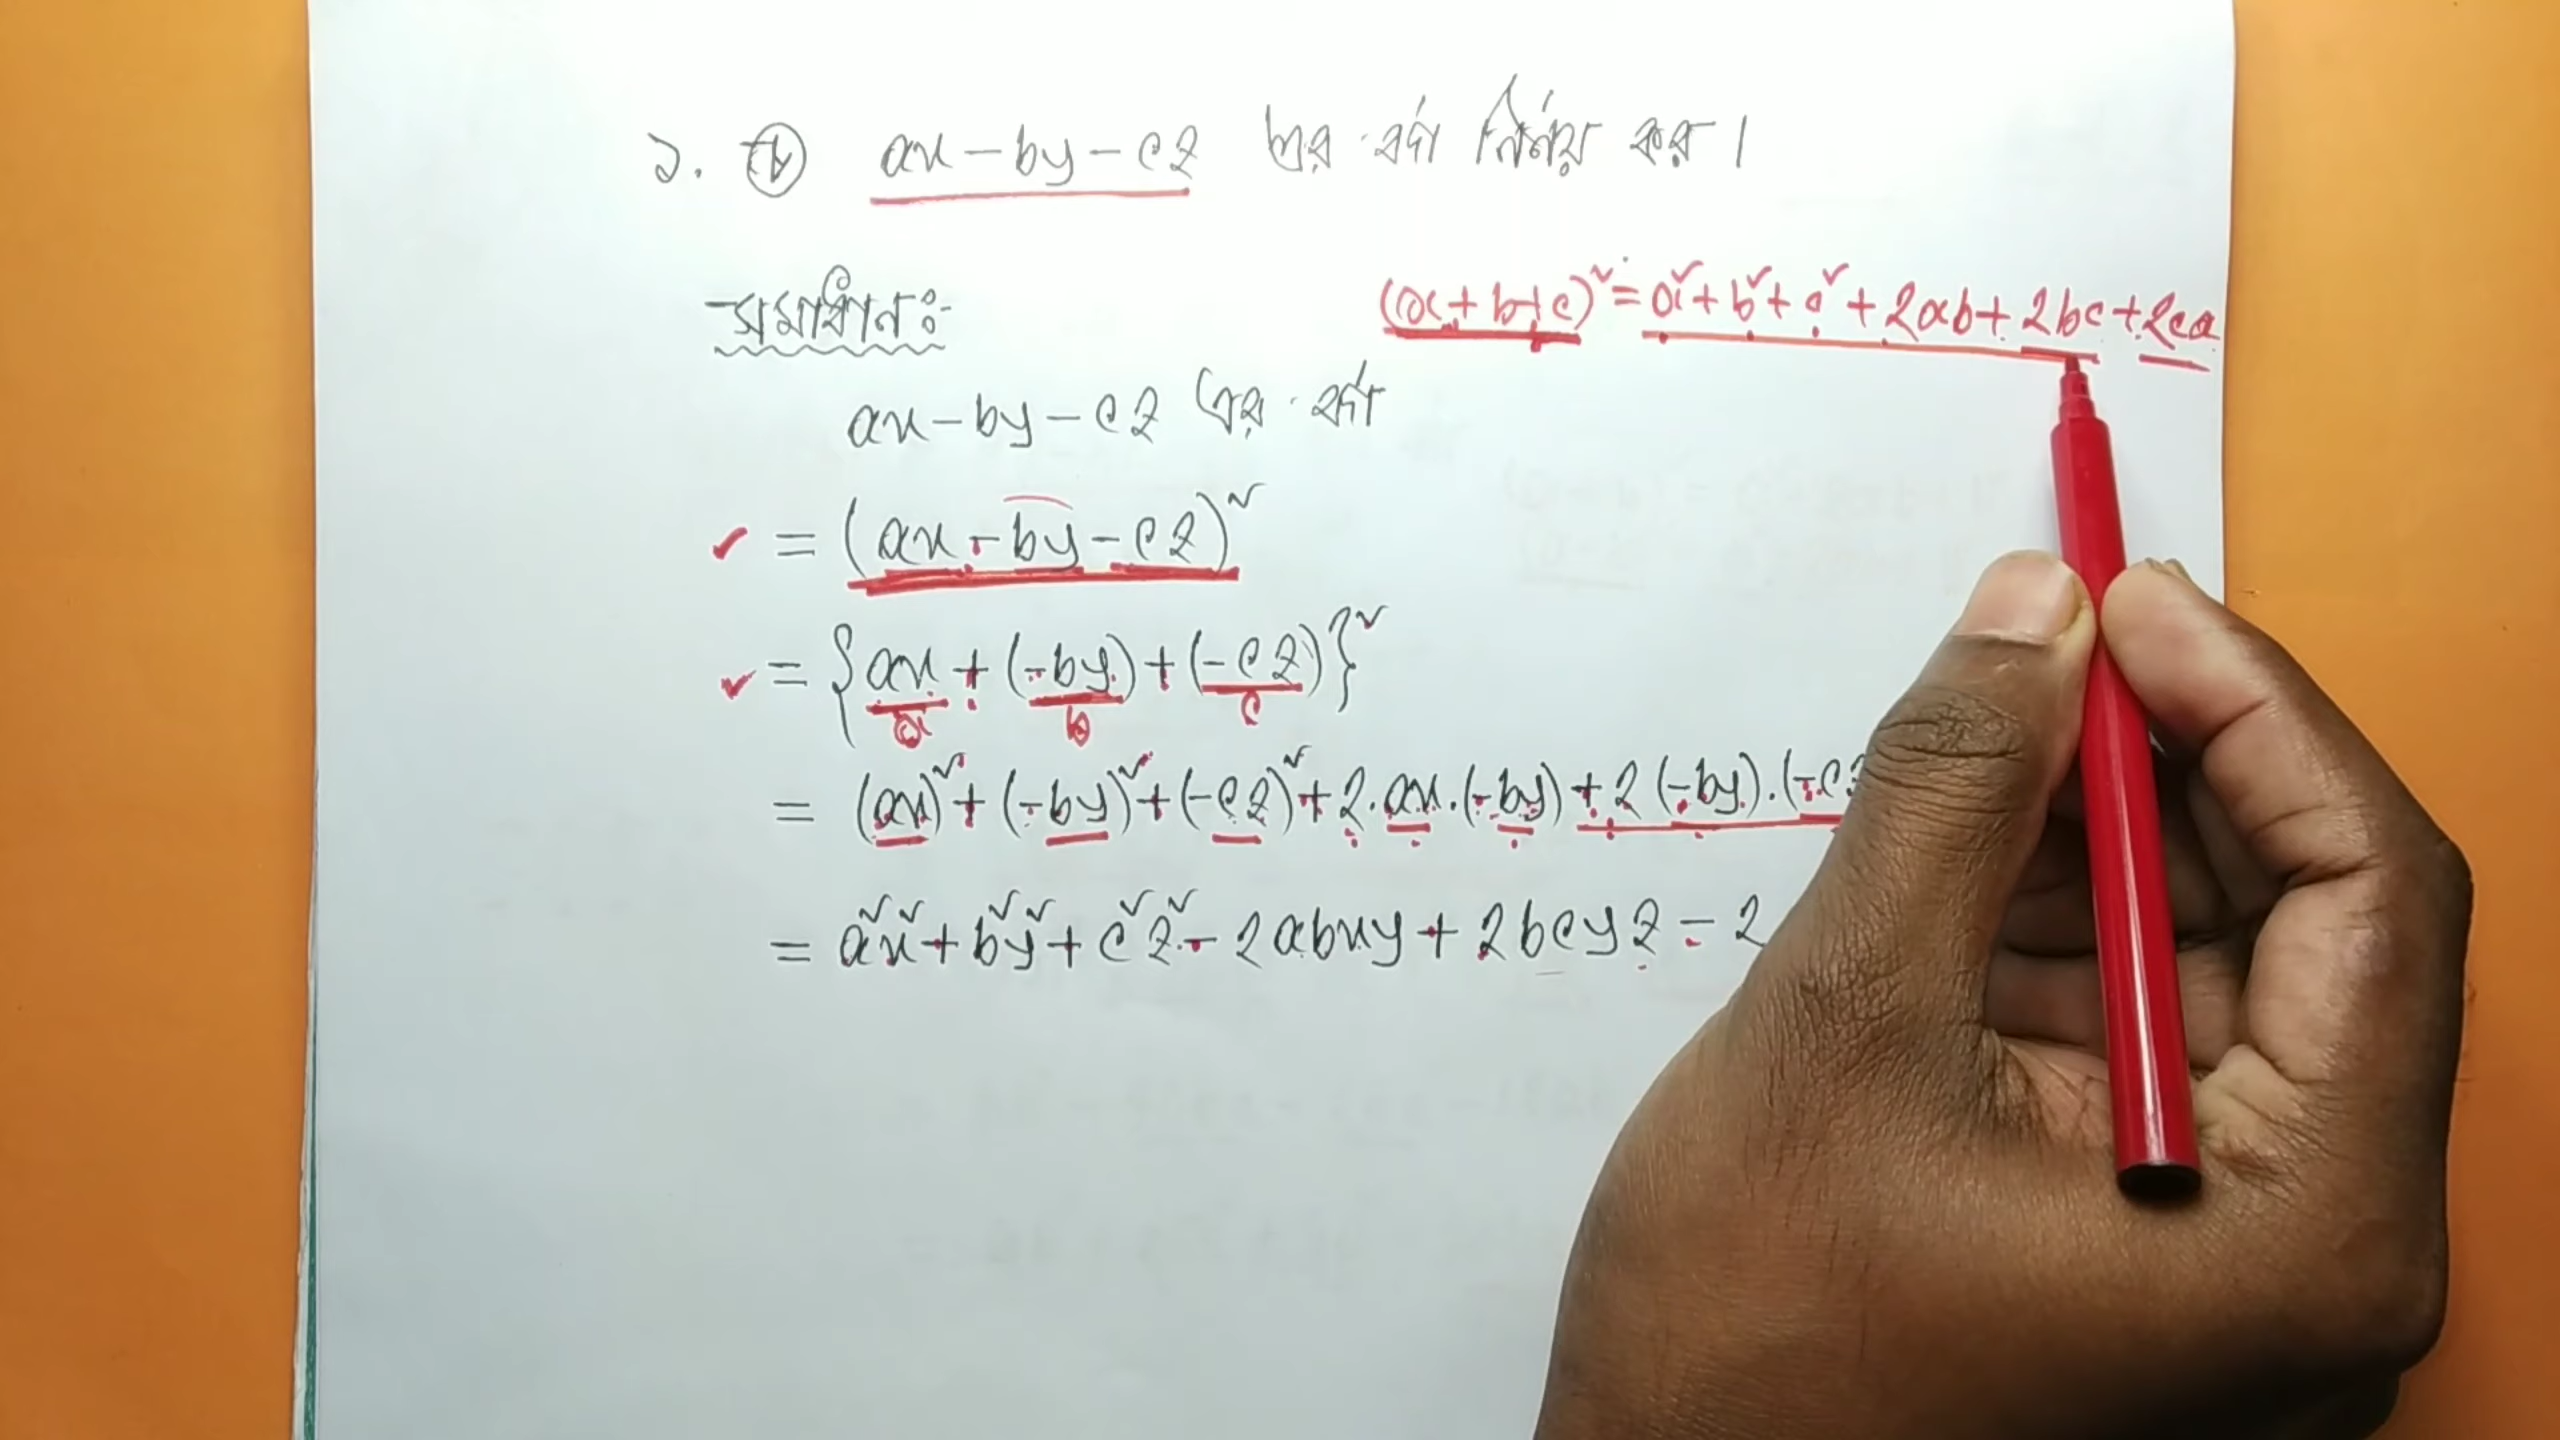 ১. ax - by - cz এর বর্গ নির্ণয় কর।
সমাধানঃ-
(a + b + c)² = a² + b² + c² + 2ab + 2bc + 2ca
ax - by - cz এর বর্গ
= (ax - by - cz)²
= {ax + (-by) + (-cz)}²
a b c
= (ax)² + (-by)² + (-cz)² + 2.ax.(-by) + 2(-by).(-cz
= a²x² + b²y² + c²z² - 2abxy + 2bcyz - 2